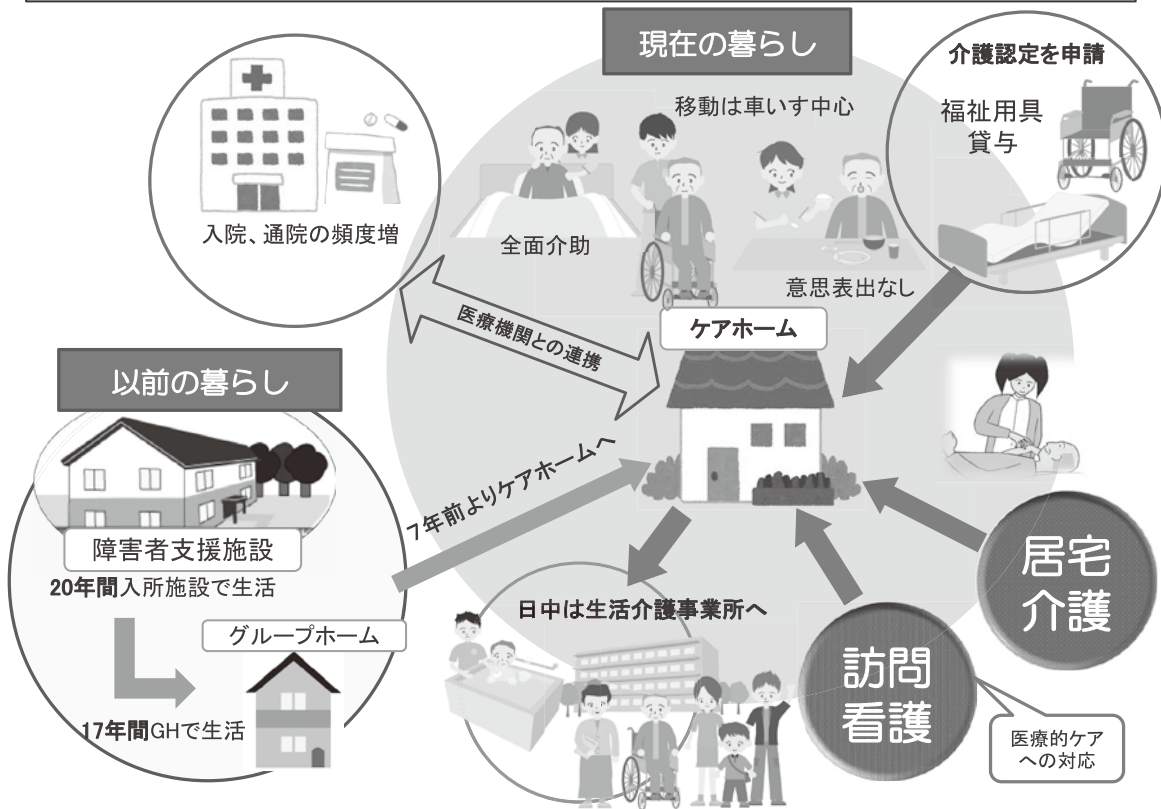 現在の暮らし
介護認定を申請
福祉用具
貸与
移動は車いす中心
入院、通院の頻度増
全面介助
意思表出なし
医療機関との連携
ケアホーム
以前の暮らし
7年前よりケアホームへ
障害者支援施設
20年間入所施設で生活
グループホーム
17年間GHで生活
日中は生活介護事業所へ
居宅
介護
訪問
看護
医療的ケア
への対応